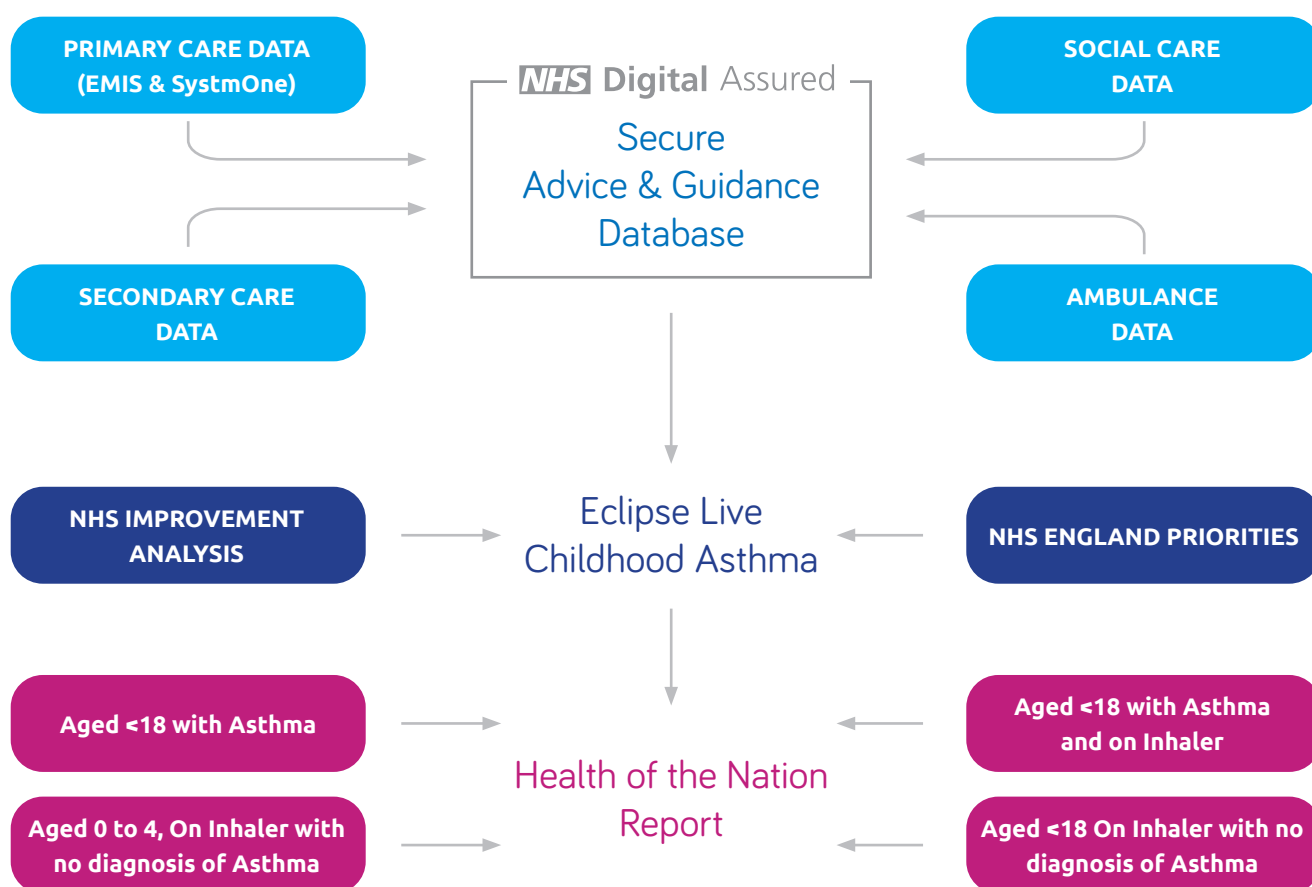 PRIMARY CARE DATA
(EMIS & SystmOne)
NHS Digital Assured
Secure
Advice & Guidance
Database
SOCIAL CARE
DATA
SECONDARY CARE
DATA
AMBULANCE
DATA
NHS IMPROVEMENT
ANALYSIS
Eclipse Live
Childhood Asthma
NHS ENGLAND PRIORITIES
Aged <18 with Asthma
Aged <18 with Asthma
and on Inhaler
Health of the Nation
Report
Aged 0 to 4, On Inhaler with
no diagnosis of Asthma
Aged <18 On Inhaler with no
diagnosis of Asthma